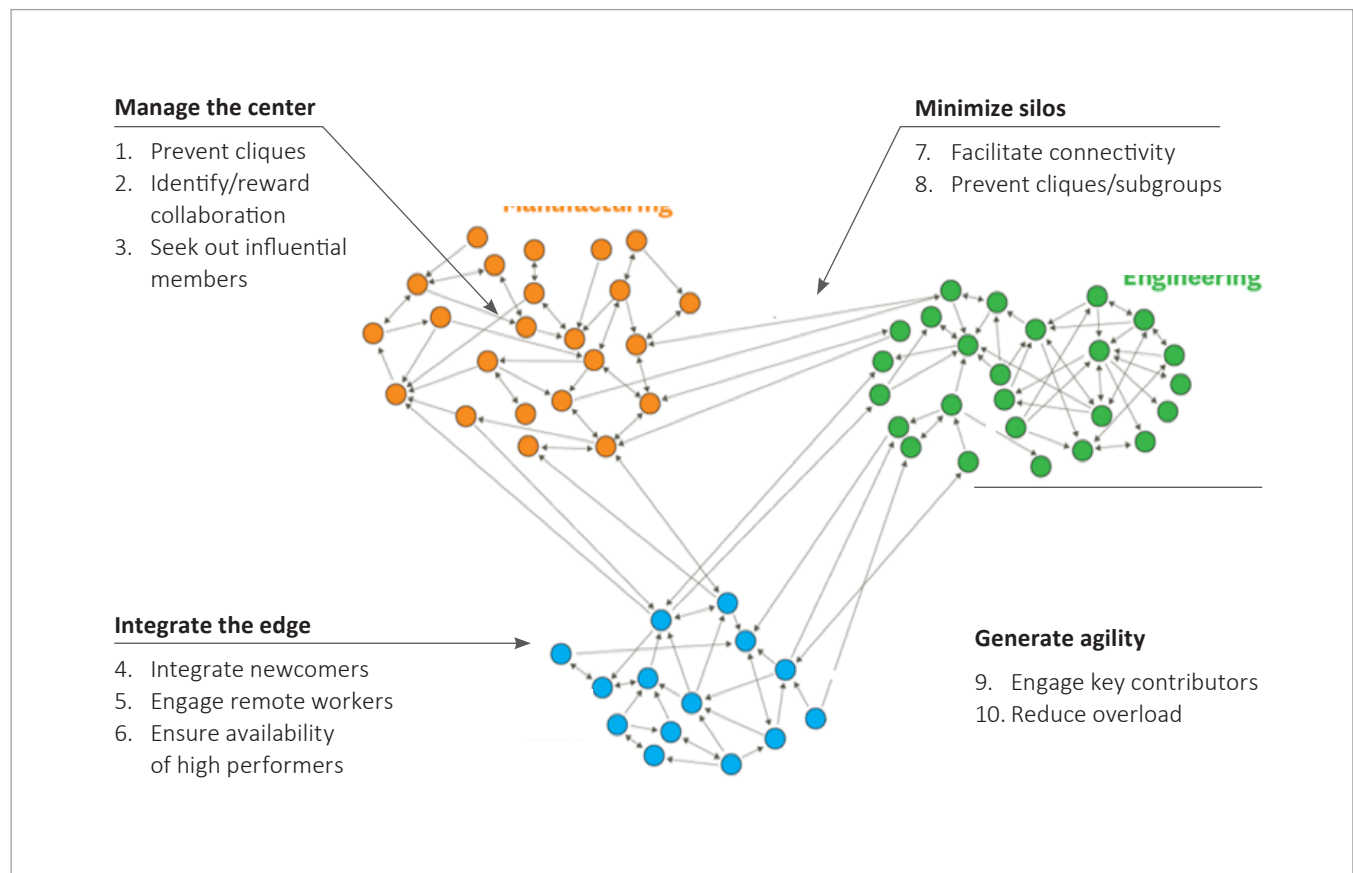 Manage the center
1. Prevent cliques
2. Identify/reward
collaboration
3. Seek out influential
members
Minimize silos
7. Facilitate connectivity
8. Prevent cliques/subgroups
Manufacturing
Engineering
Integrate the edge
4. Integrate newcomers
5. Engage remote workers
6. Ensure availability
of high performers
Generate agility
9. Engage key contributors
10. Reduce overload